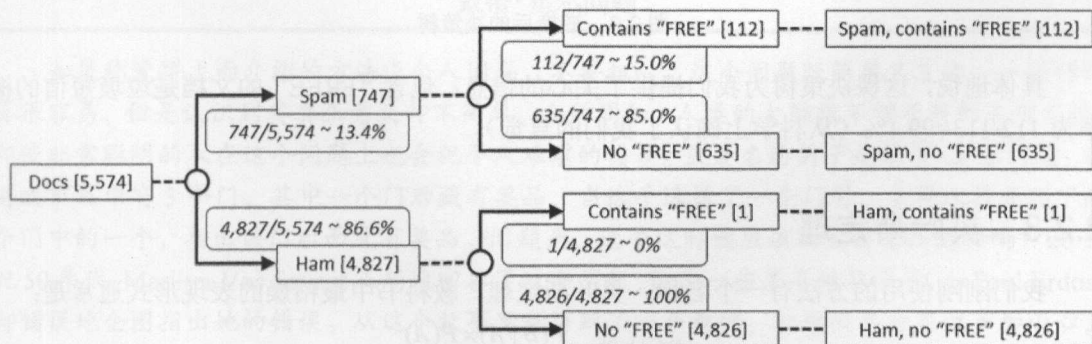 Contains “FREE” [112]
Spam, contains “FREE” [112]
112/747 ~ 15.0%
Spam [747]
635/747 ~ 85.0%
747/5,574 ~ 13.4%
No “FREE” [635]
Spam, no “FREE” [635]
Docs [5,574]
Contains “FREE” [1]
Ham, contains “FREE” [1]
4,827/5,574 ~ 86.6%
1/4,827 ~ 0%
Ham [4,827]
4,826/4,827 ~ 100%
No “FREE” [4,826]
Ham, no “FREE” [4,826]